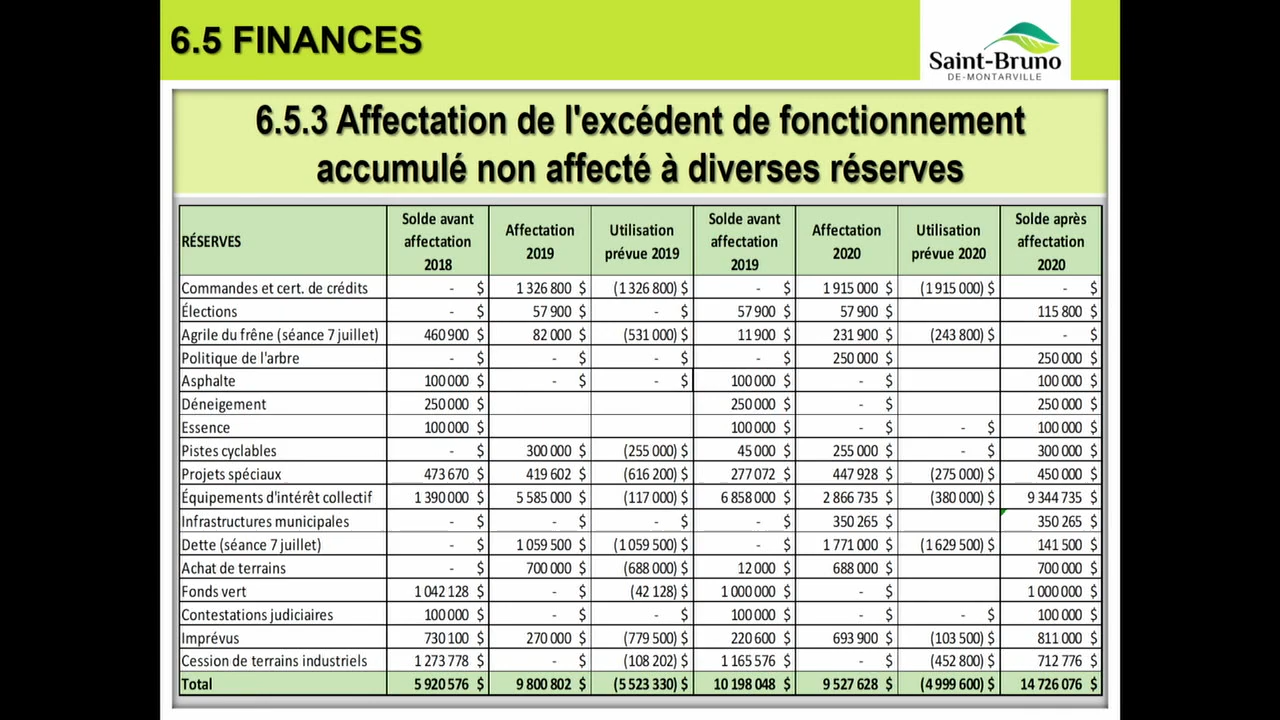 6.5 FINANCES
Saint-Bruno
DE-MONTARVILLE
6.5.3 Affectation de l'excédent de fonctionnement
accumulé non affecté à diverses réserves
RÉSERVES Solde avant affectation 2018 Affectation 2019 Utilisation prévue 2019 Solde avant affectation 2019 Affectation 2020 Utilisation prévue 2020 Solde après affectation 2020
Commandes et cert. de crédits - $ 1 326 800 $ (1 326 800) $ - $ 1 915 000 $ (1 915 000) $ - $
Élections - $ 57 900 $ - $ 57 900 $ 57 900 $ 115 800 $
Agrile du frêne (séance 7 juillet) 460 900 $ 82 000 $ (531 000) $ 11 900 $ 231 900 $ (243 800) $ - $
Politique de l'arbre - $ - $ - $ - $ 250 000 $ 250 000 $
Asphalte 100 000 $ - $ - $ 100 000 $ - $ 100 000 $
Déneigement 250 000 $ 250 000 $ - $ 250 000 $
Essence 100 000 $ 100 000 $ - $ - $ 100 000 $
Pistes cyclables - $ 300 000 $ (255 000) $ 45 000 $ 255 000 $ - $ 300 000 $
Projets spéciaux 473 670 $ 419 602 $ (616 200) $ 277 072 $ 447 928 $ (275 000) $ 450 000 $
Équipements d'intérêt collectif 1 390 000 $ 5 585 000 $ (117 000) $ 6 858 000 $ 2 866 735 $ (380 000) $ 9 344 735 $
Infrastructures municipales - $ - $ - $ - $ 350 265 $ 350 265 $
Dette (séance 7 juillet) - $ 1 059 500 $ (1 059 500) $ - $ 1 771 000 $ (1 629 500) $ 141 500 $
Achat de terrains - $ 700 000 $ (688 000) $ 12 000 $ 688 000 $ 700 000 $
Fonds vert 1 042 128 $ - $ (42 128) $ 1 000 000 $ - $ 1 000 000 $
Contestations judiciaires 100 000 $ - $ - $ 100 000 $ - $ - $ 100 000 $
Imprévus 730 100 $ 270 000 $ (779 500) $ 220 600 $ 693 900 $ (103 500) $ 811 000 $
Cession de terrains industriels 1 273 778 $ - $ (108 202) $ 1 165 576 $ - $ (452 800) $ 712 776 $
Total 5 920 576 $ 9 800 802 $ (5 523 330) $ 10 198 048 $ 9 527 628 $ (4 999 600) $ 14 726 076 $